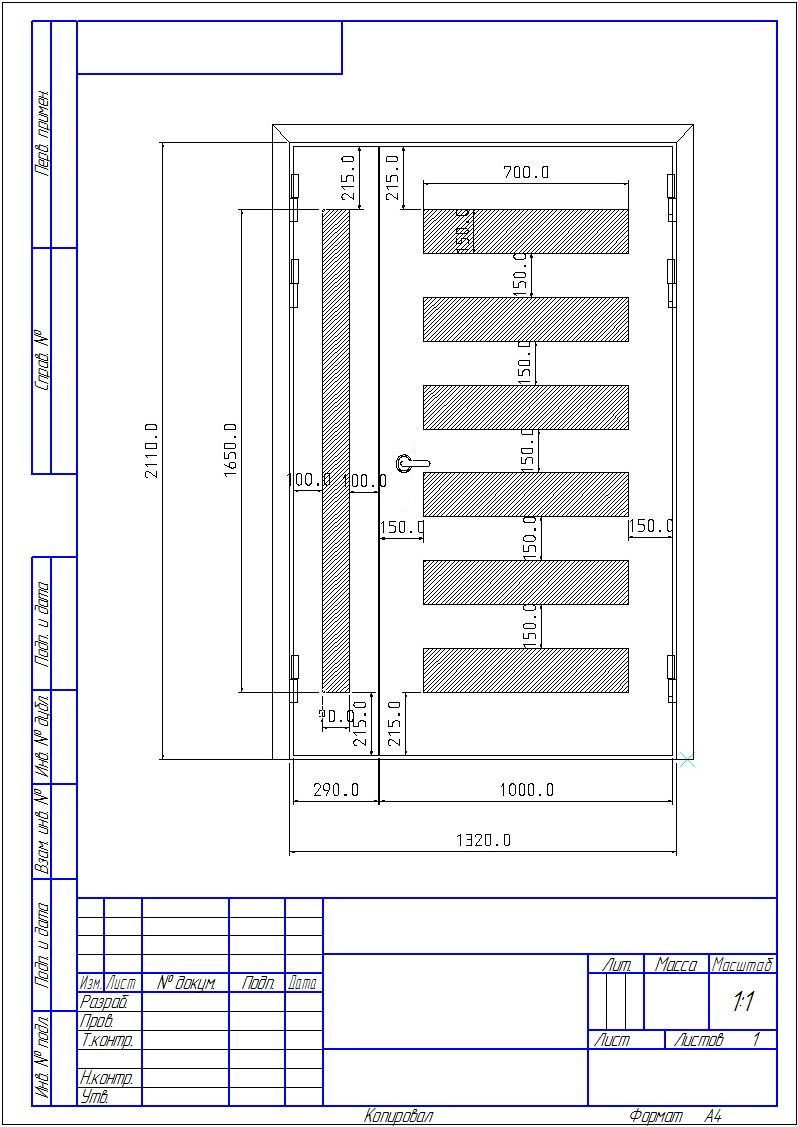 Перв. примен.
Справ. №
Подп. и дата
Инв. № дубл.
Взам. инв. №
Подп. и дата
Инв. № подл.
215.0
215.0
700.0
150.0
150.0
150.0
2110.0
1650.0
150.0
100.0
100.0
150.0
150.0
150.0
150.0
215.0
215.0
290.0
1000.0
1320.0
Лит.
Масса
Масштаб
Изм.
Лист
№ докум.
Подп.
Дата
Разраб.
1:1
Пров.
Т.контр.
Лист
Листов
1
Н.контр.
Утв.
Копировал
Формат
А4